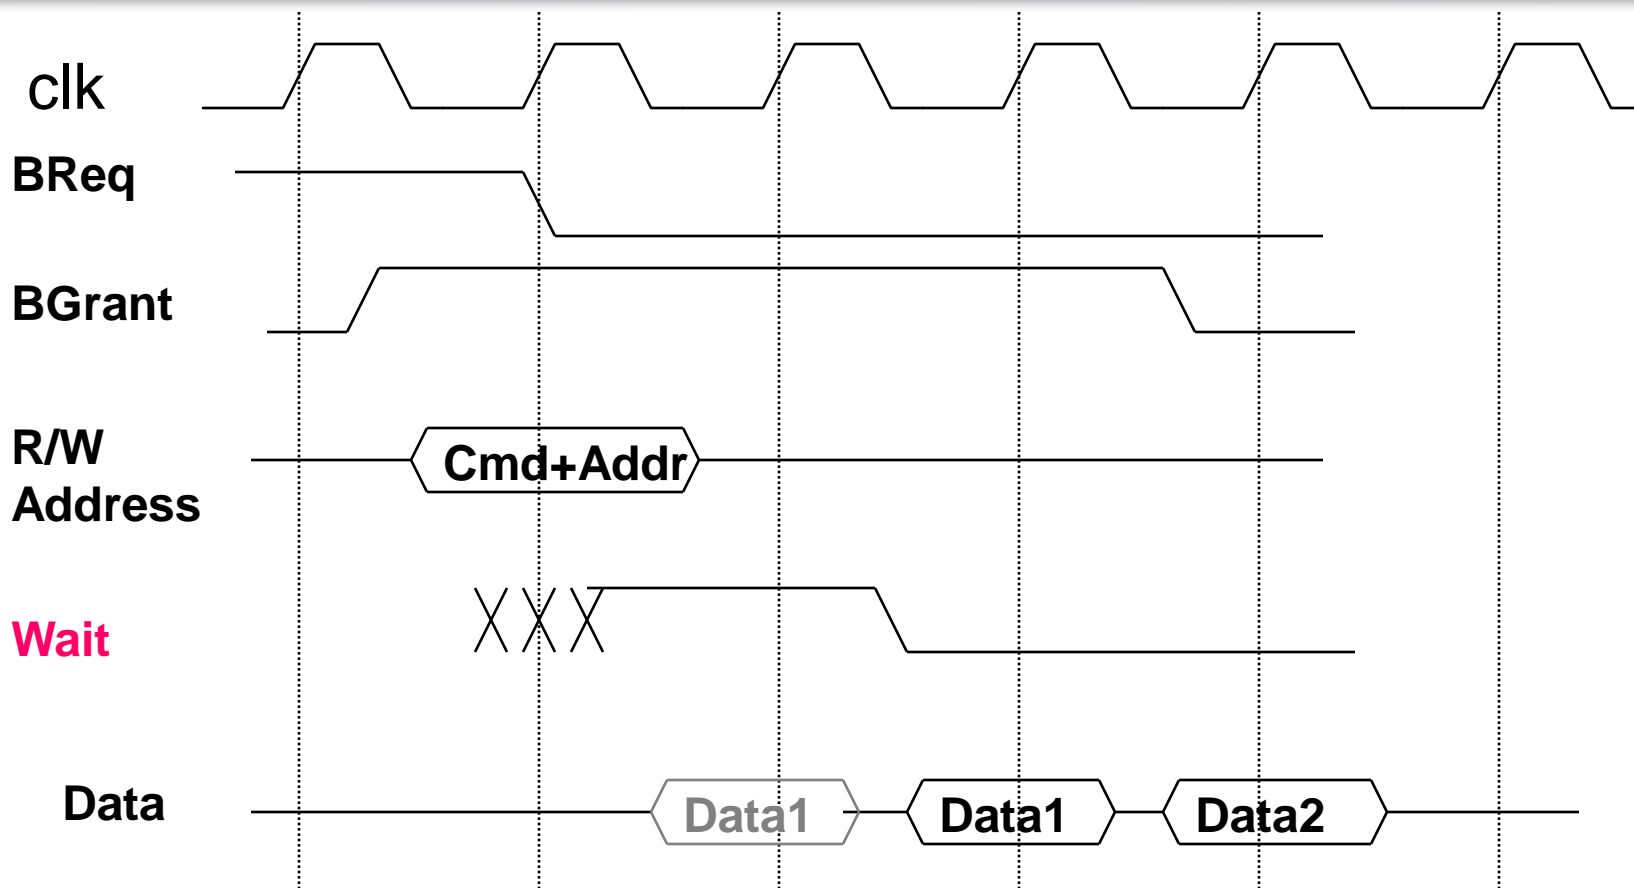 clk
BReq
BGrant
R/W
Address
Cmd+Addr
Wait
Data
Data1
Data1
Data2